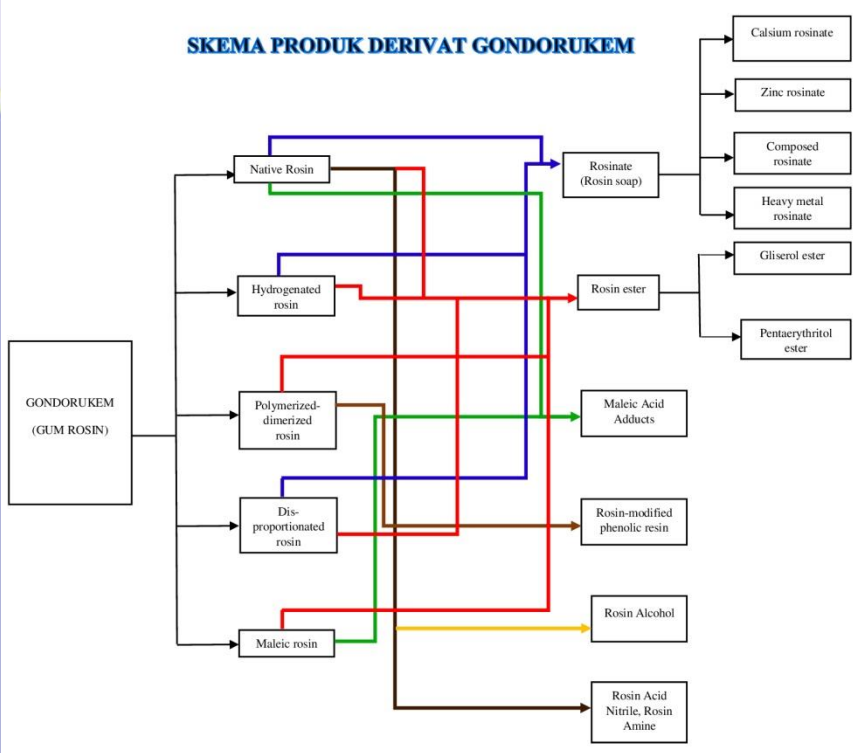 SKEMA PRODUK DERIVAT GONDORUKEM
GONDORUKEM
(GUM ROSIN)
Native Rosin
Hydrogenated
rosin
Polymerized-
dimerized
rosin
Dis-
proportionated
rosin
Maleic rosin
Rosinate
(Rosin soap)
Rosin ester
Maleic Acid
Adducts
Rosin-modified
phenolic resin
Rosin Alcohol
Rosin Acid
Nitrile, Rosin
Amine
Calsium rosinate
Zinc rosinate
Composed
rosinate
Heavy metal
rosinate
Gliserol ester
Pentaerythritol
ester